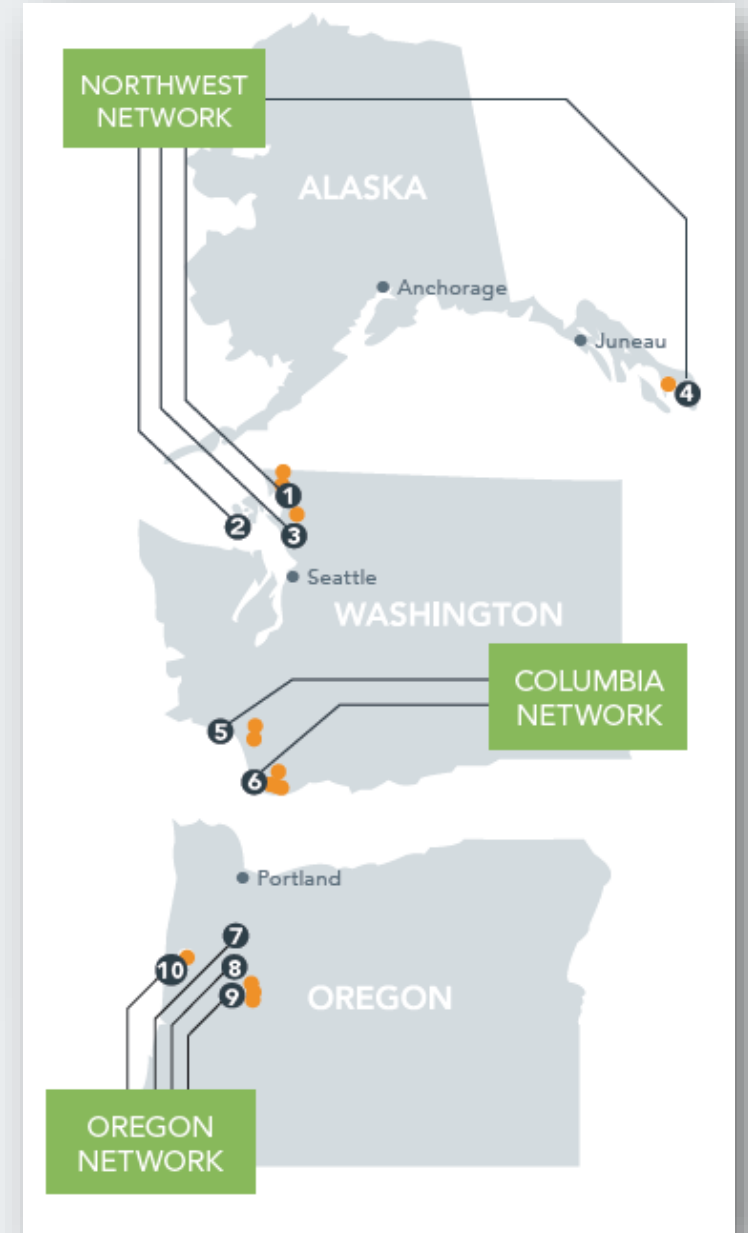 NORTHWEST
NETWORK
ALASKA
Anchorage
Juneau
4
1
2
3
Seattle
WASHINGTON
COLUMBIA
NETWORK
5
6
Portland
7
10
8
9
OREGON
OREGON
NETWORK